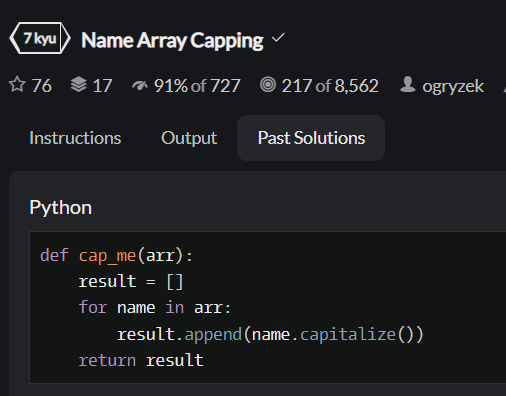 7 kyu Name Array Capping
76 17 91% of 727 217 of 8,562 ogryzek
Instructions Output Past Solutions
Python
def cap_me(arr):
    result = []
    for name in arr:
        result.append(name.capitalize())
    return result